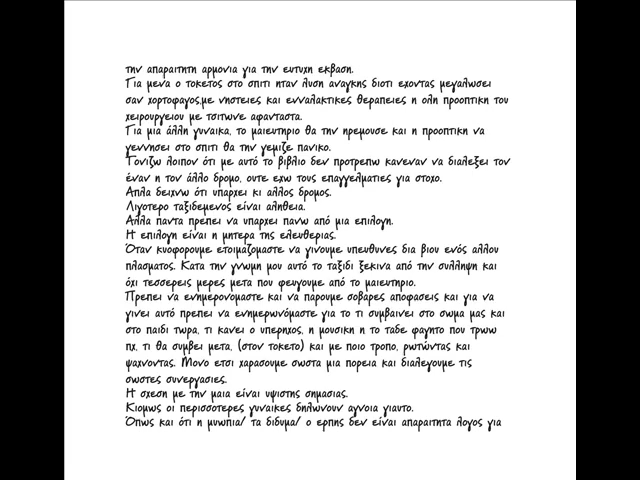 την απαραιτητη αρμονια για την ευτυχη εκβαση.
Για μενα ο τοκετος στο σπιτι ηταν λυση αναγκης διοτι εχοντας μεγαλωσει
σαν χορτοφαγος,με νηστειες και ενναλακτικες θεραπειες η ολη προοπτικη του
χειρουργειου με τσιτωνε αφανταστα.
Για μια άλλη γυναικα, το μαιευτηριο θα την ηρεμουσε και η προοπτικη να
γεννησει στο σπιτι θα την γεμιζε πανικο.
Τονιζω λοιπον ότι με αυτό το βιβλιο δεν προτρεπω κανεναν να διαλεξει τον
έναν η τον άλλο δρομο, ουτε εχω τους επαγγελματιες για στοχο.
Απλα δειχνω ότι υπαρχει κι αλλος δρομος.
Λιγοτερο ταξιδεμενος είναι αληθεια.
Αλλα παντα πρεπει να υπαρχει πανω από μια επιλογη.
Η επιλογη είναι η μητερα της ελευθεριας.
Όταν κυοφορουμε ετοιμαζομαστε να γινουμε υπευθυνες δια βιου ενός αλλου
πλασματος. Κατα την γνωμη μου αυτό το ταξιδι ξεκινα από την συλληψη και
όχι τεσσερεις μερες μετα που φευγουμε από το μαιευτηριο.
Πρεπει να ενημερονομαστε και να παρουμε σοβαρες αποφασεις και για να
γινει αυτό πρεπει να ενημερωνόμαστε για το τι συμβαινει στο σωμα μας και
στο παιδι τωρα, τι κανει ο υπερηχος, η μουσικη η το ταδε φαγητο που τρωω
πχ, τι θα συμβει μετα, (στον τοκετο) και με ποιο τροπο, ρωτώντας και
ψαχνοντας. Μονο ετσι χαρασουμε σωστα μια πορεια και διαλεγουμε τις
σωστες συνεργασιες.
Η σχεση με την μαια είναι υψιστης σημασιας.
Κιομως οι περισσοτερες γυναικες δηλωνουν αγνοια γιαυτο.
Όπως και ότι η μυωπια/ τα διδυμα/ ο ερπης δεν είναι απαραιτητα λογος για